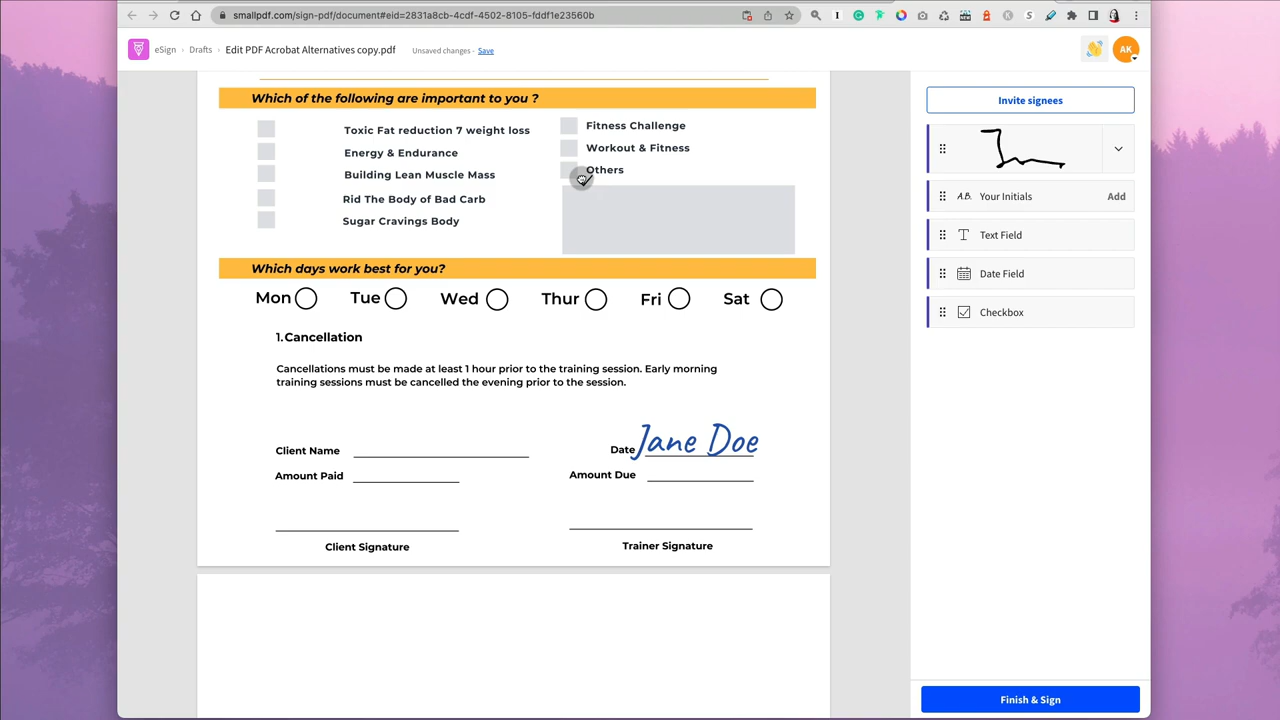 smallpdf.com/sign-pdf/document#eid=2831a8cb-4cdf-4502-8105-fddf1e23560b
eSign › Drafts › Edit PDF Acrobat Alternatives copy.pdf Unsaved changes - Save
AK
Which of the following are important to you ?
Toxic Fat reduction 7 weight loss
Energy & Endurance
Building Lean Muscle Mass
Rid The Body of Bad Carb
Sugar Cravings Body
Fitness Challenge
Workout & Fitness
Others
Which days work best for you?
Mon Tue Wed Thur Fri Sat
1.Cancellation
Cancellations must be made at least 1 hour prior to the training session. Early morning
training sessions must be cancelled the evening prior to the session.
Client Name
Date Jane Doe
Amount Paid
Amount Due
Client Signature
Trainer Signature
Invite signees
A.B. Your Initials Add
Text Field
Date Field
Checkbox
Finish & Sign